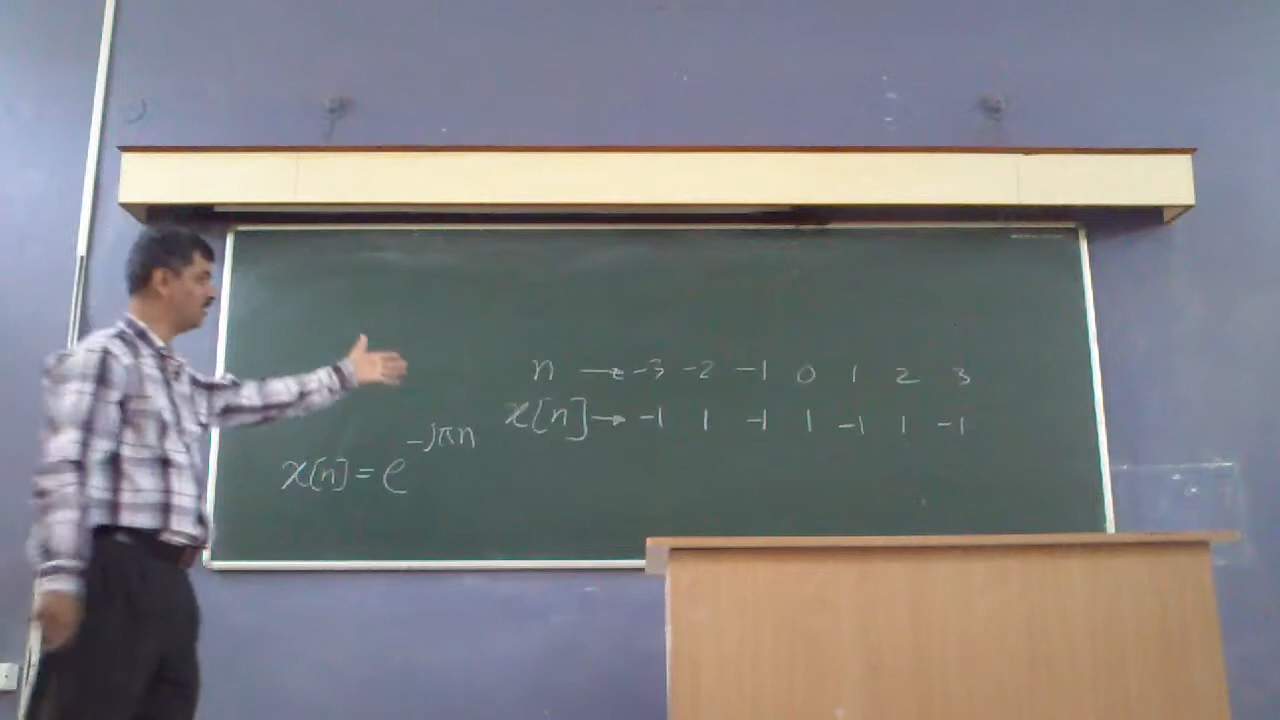 n → -3 -2 -1 0 1 2 3
x[n] → -1 1 -1 1 -1 1 -1
x[n] = e^{-jπn}